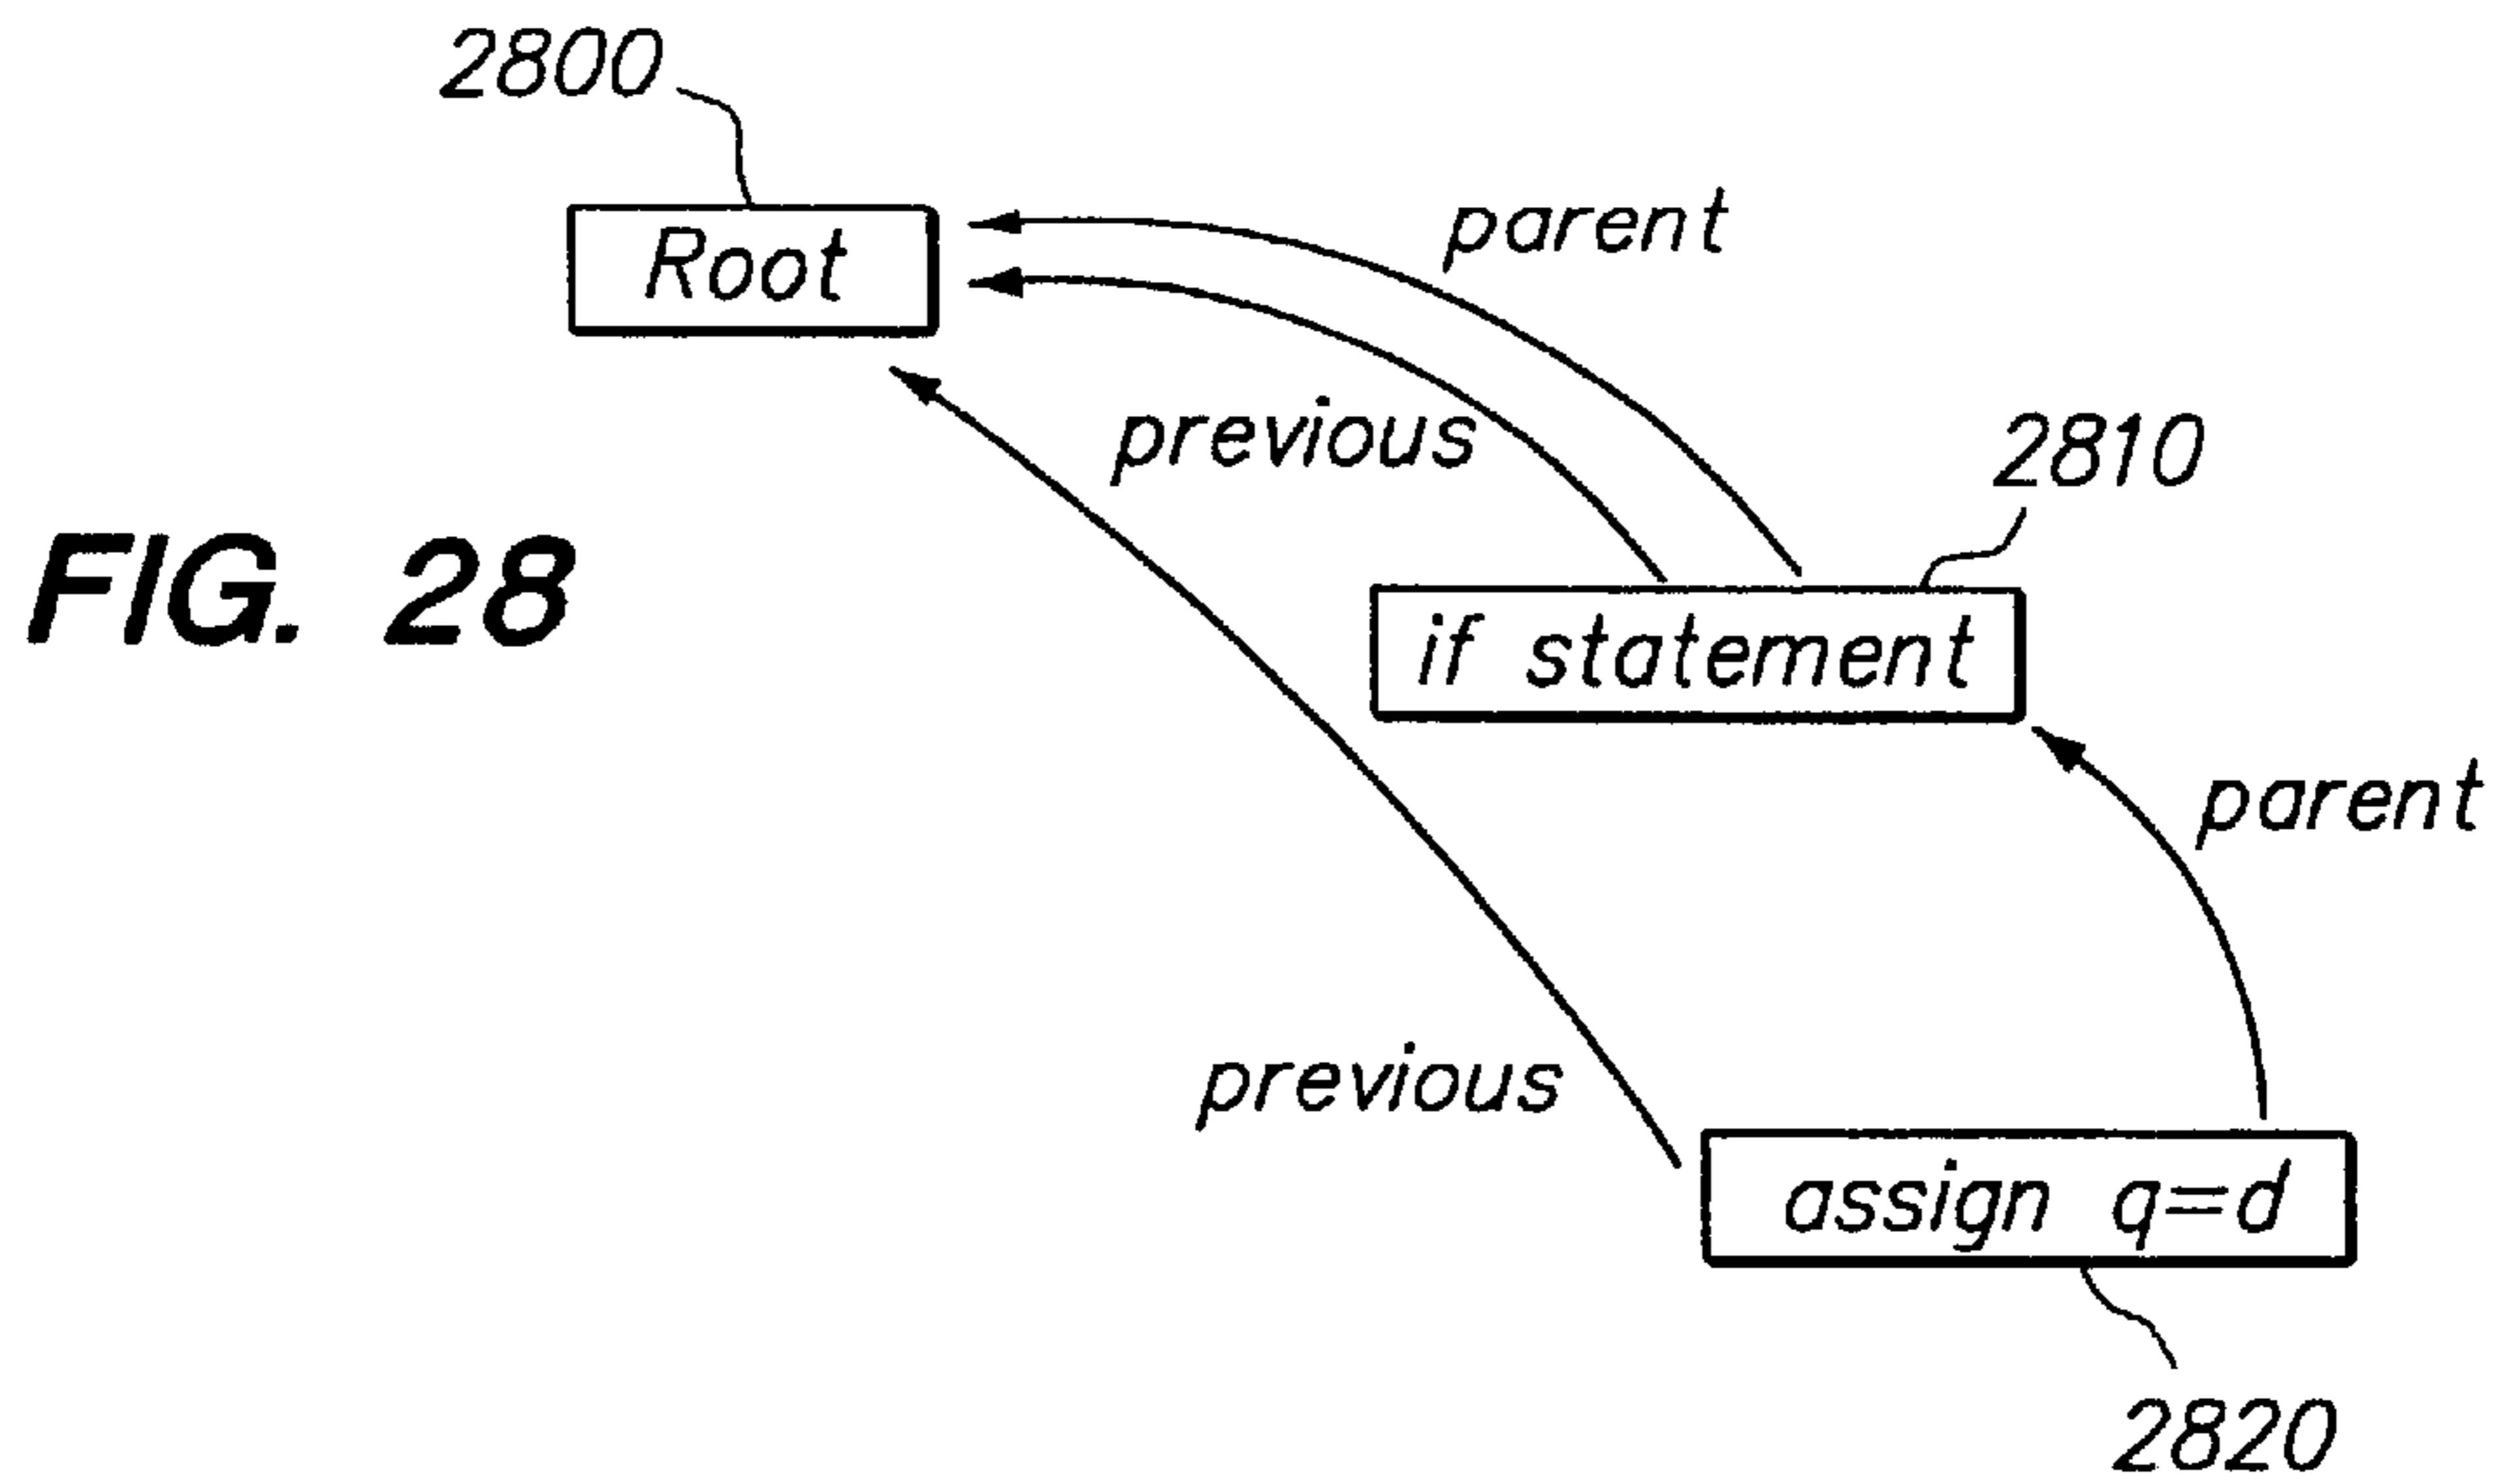 2800
Root
parent
previous
2810
FIG. 28
if statement
parent
previous
assign q=d
2820